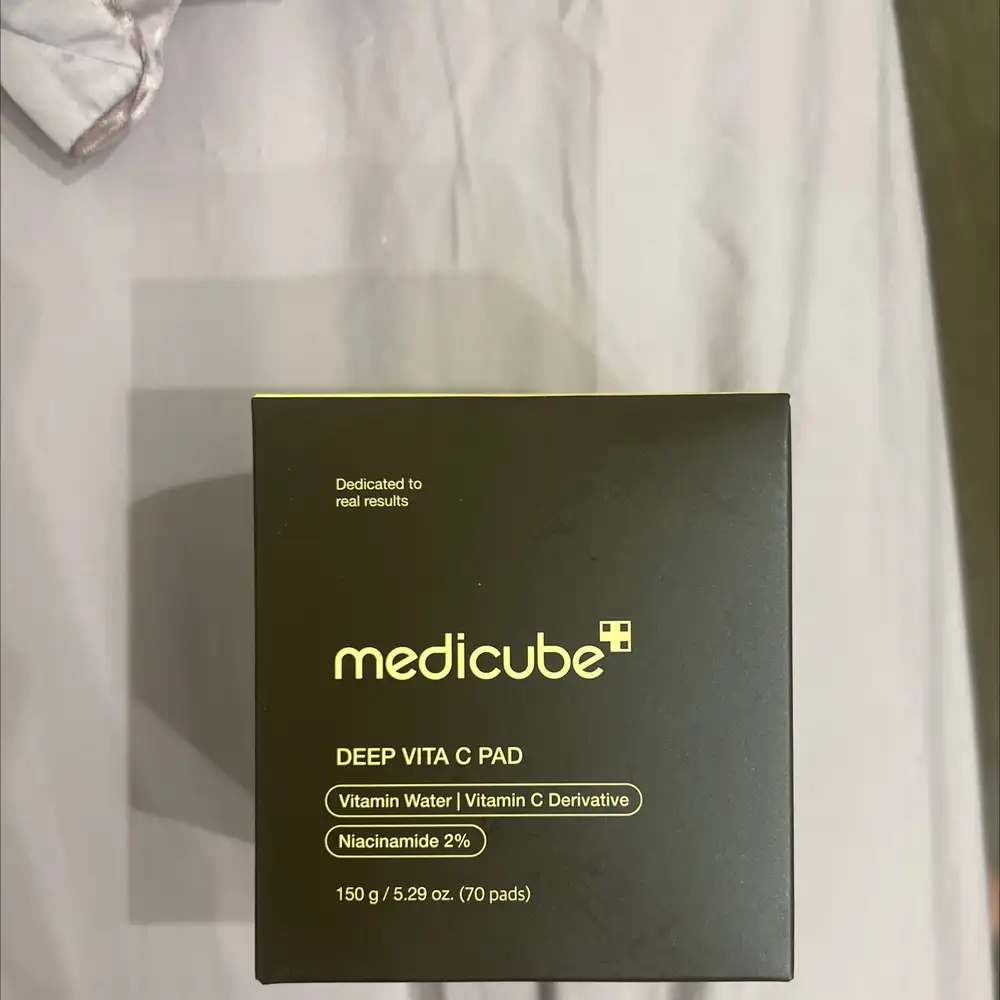 Dedicated to
real results
medicube
DEEP VITA C PAD
Vitamin Water | Vitamin C Derivative
Niacinamide 2%
150 g / 5.29 oz. (70 pads)